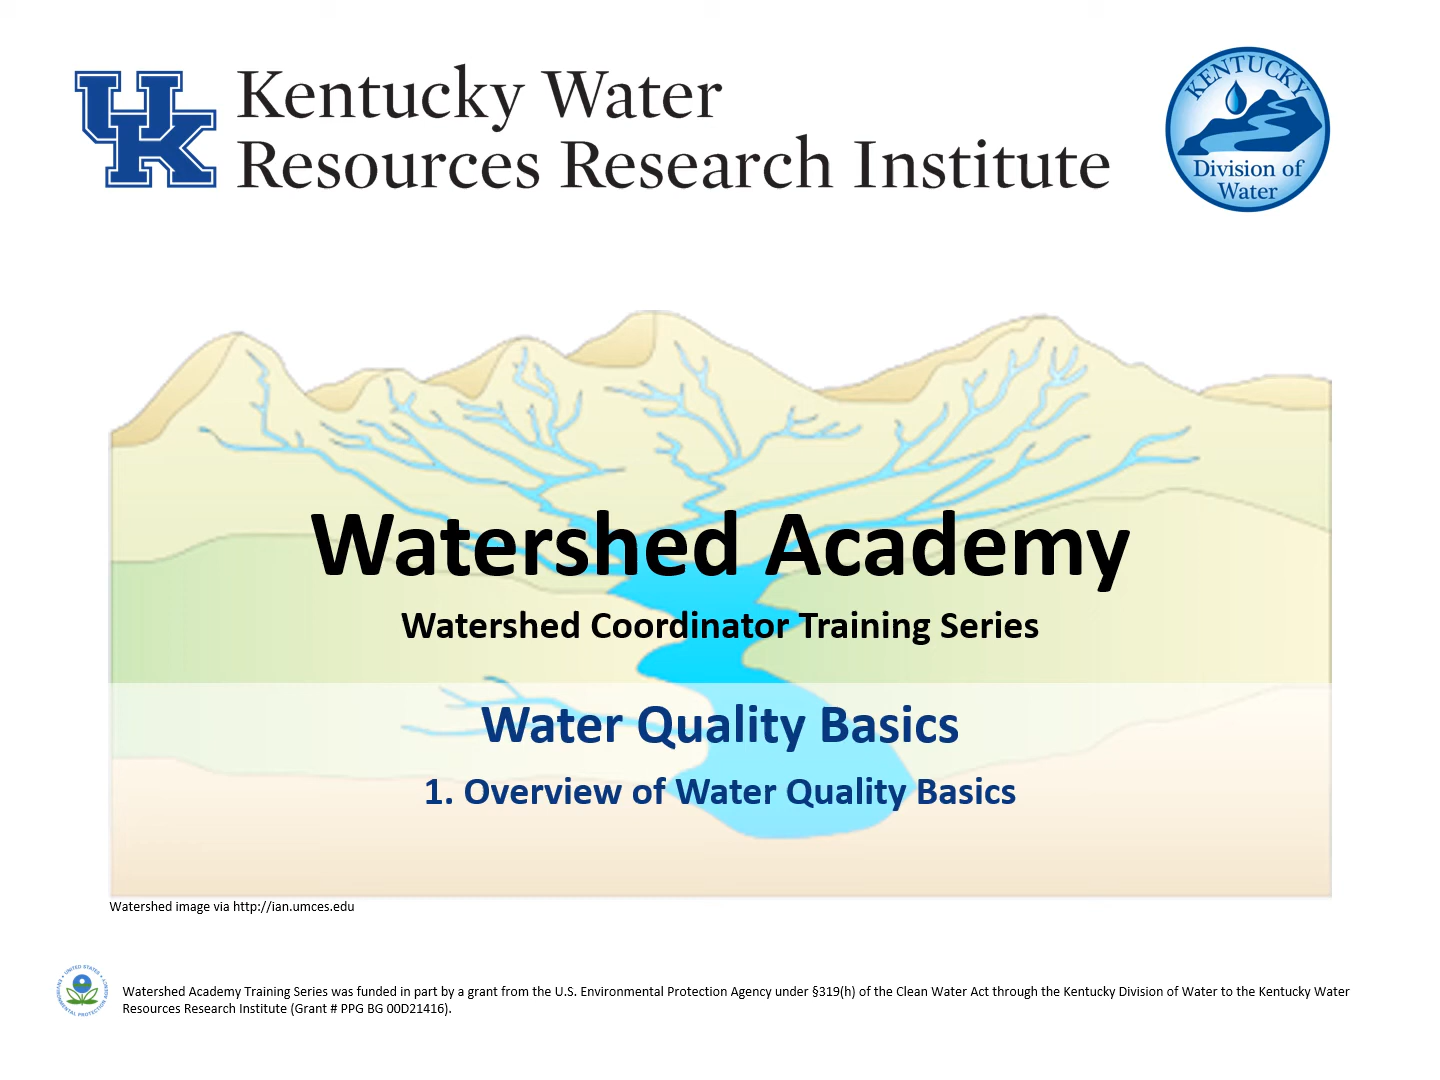 UK
Kentucky Water
Resources Research Institute
KENTUCKY
Division of
Water
Watershed Academy
Watershed Coordinator Training Series
Water Quality Basics
1. Overview of Water Quality Basics
Watershed image via http://ian.umces.edu
Watershed Academy Training Series was funded in part by a grant from the U.S. Environmental Protection Agency under §319(h) of the Clean Water Act through the Kentucky Division of Water to the Kentucky Water
Resources Research Institute (Grant # PPG BG 00D21416).